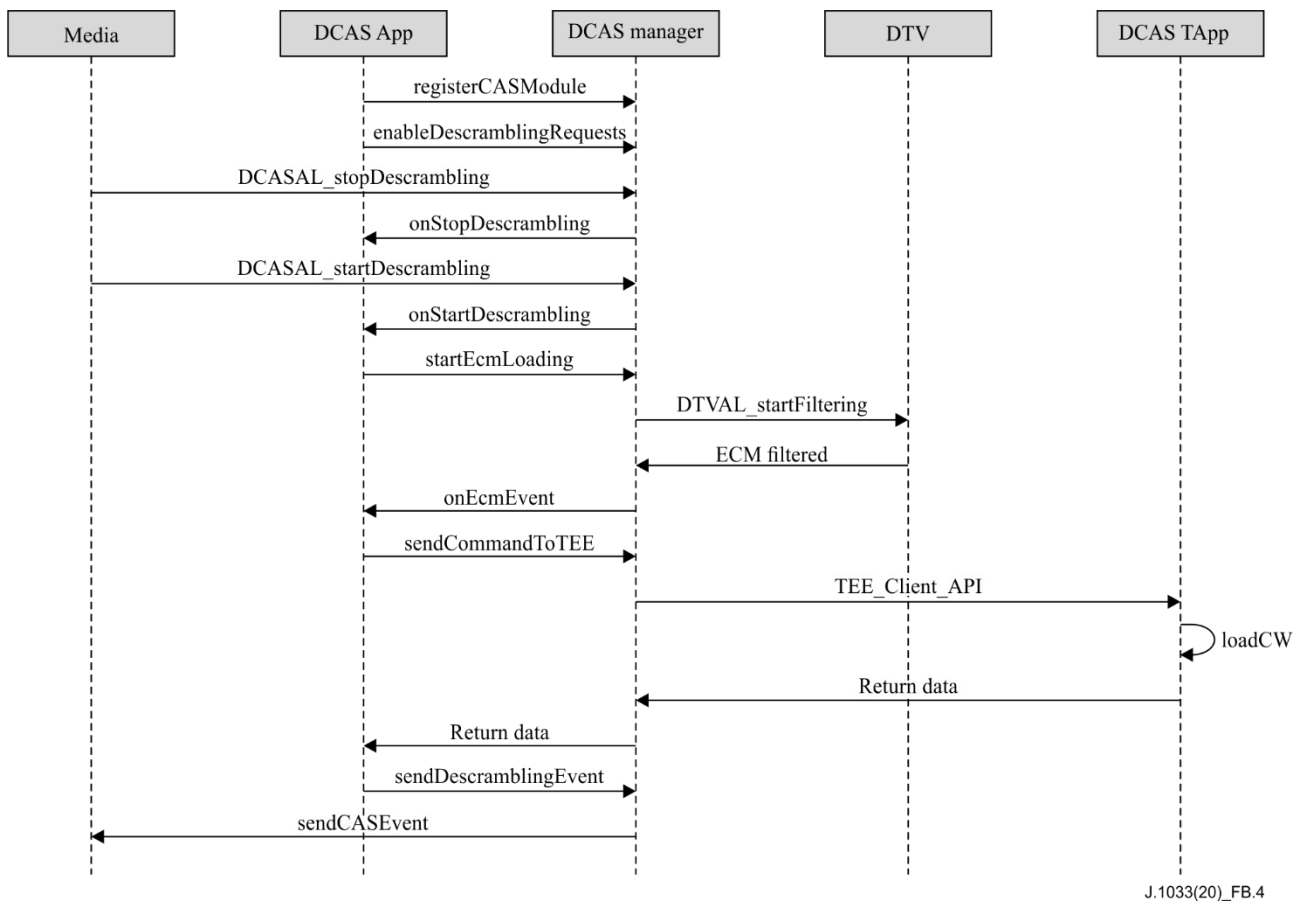 Media
DCAS App
DCAS manager
DTV
DCAS TApp
registerCASModule
enableDescramblingRequests
DCASAL_stopDescrambling
onStopDescrambling
DCASAL_startDescrambling
onStartDescrambling
startEcmLoading
DTVAL_startFiltering
ECM filtered
onEcmEvent
sendCommandToTEE
TEE_Client_API
loadCW
Return data
Return data
sendDescramblingEvent
sendCASEvent
J.1033(20)_FB.4